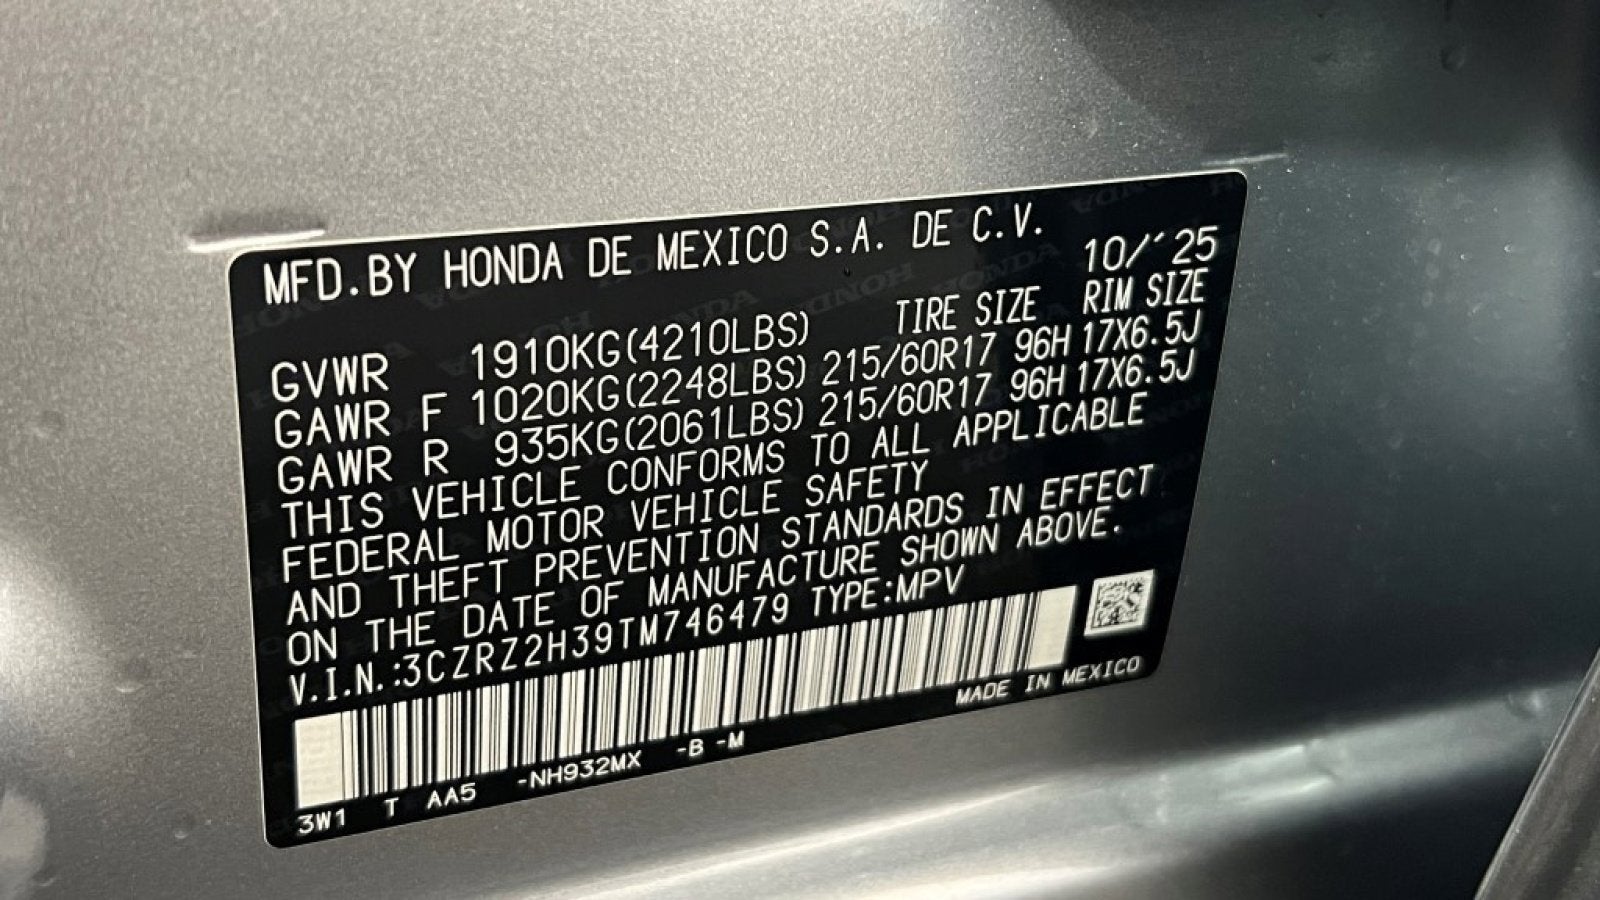 MFD.BY HONDA DE MEXICO S.A. DE C.V.
10/´25
TIRE SIZE RIM SIZE
GVWR 1910KG(4210LBS)
GAWR F 1020KG(2248LBS) 215/60R17 96H 17X6.5J
GAWR R 935KG(2061LBS) 215/60R17 96H 17X6.5J
THIS VEHICLE CONFORMS TO ALL APPLICABLE
FEDERAL MOTOR VEHICLE SAFETY
AND THEFT PREVENTION STANDARDS IN EFFECT
ON THE DATE OF MANUFACTURE SHOWN ABOVE.
V.I.N.:3CZRZ2H39TM746479 TYPE:MPV
MADE IN MEXICO
3W1 T AA5 -NH932MX -B -M